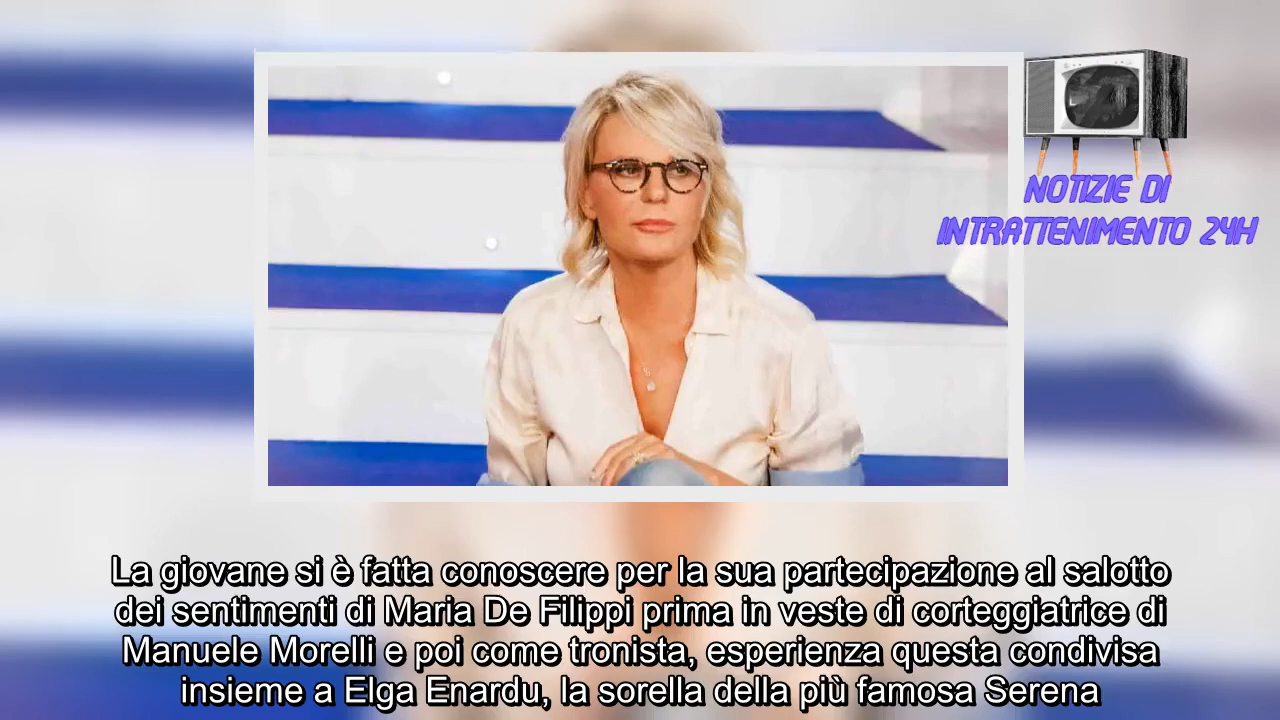 NOTIZIE DI
INTRATTENIMENTO 24H
La giovane si è fatta conoscere per la sua partecipazione al salotto
dei sentimenti di Maria De Filippi prima in veste di corteggiatrice di
Manuele Morelli e poi come tronista, esperienza questa condivisa
insieme a Elga Enardu, la sorella della più famosa Serena